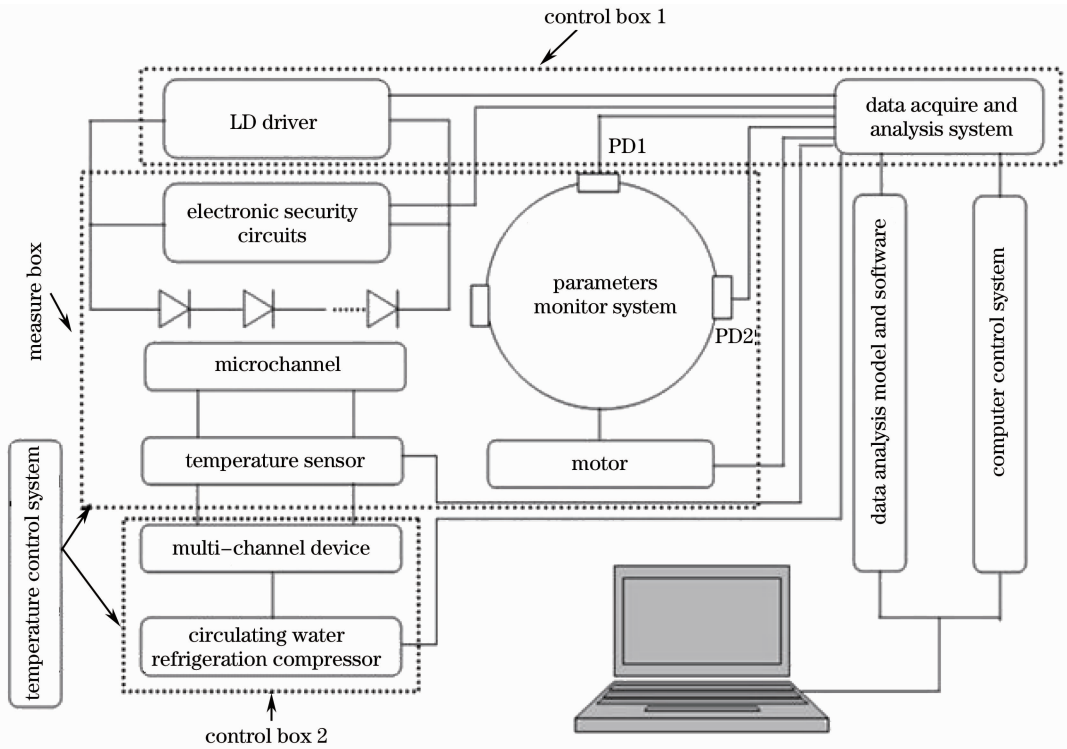 control box 1
LD driver
data acquire and
analysis system
PD1
electronic security
circuits
measure box
parameters
monitor system
PD2
data analysis model and software
computer control system
microchannel
temperature sensor
motor
temperature control system
multi-channel device
circulating water
refrigeration compressor
control box 2